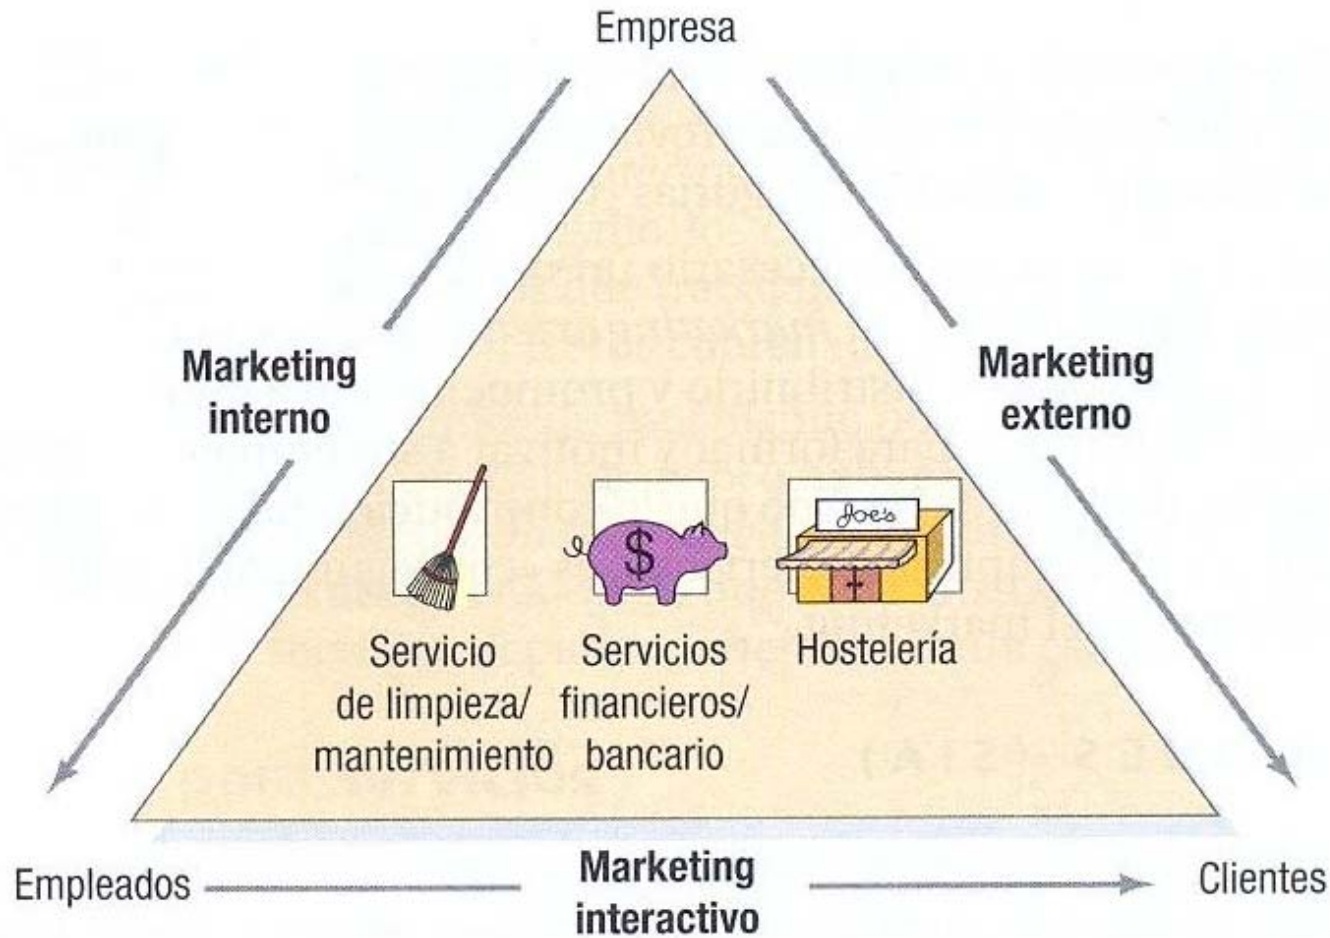 Empresa
Marketing
interno
Marketing
externo
Joe's
$
Servicio
de limpieza/
mantenimiento
Servicios
financieros/
bancario
Hostelería
Empleados
Marketing
interactivo
Clientes